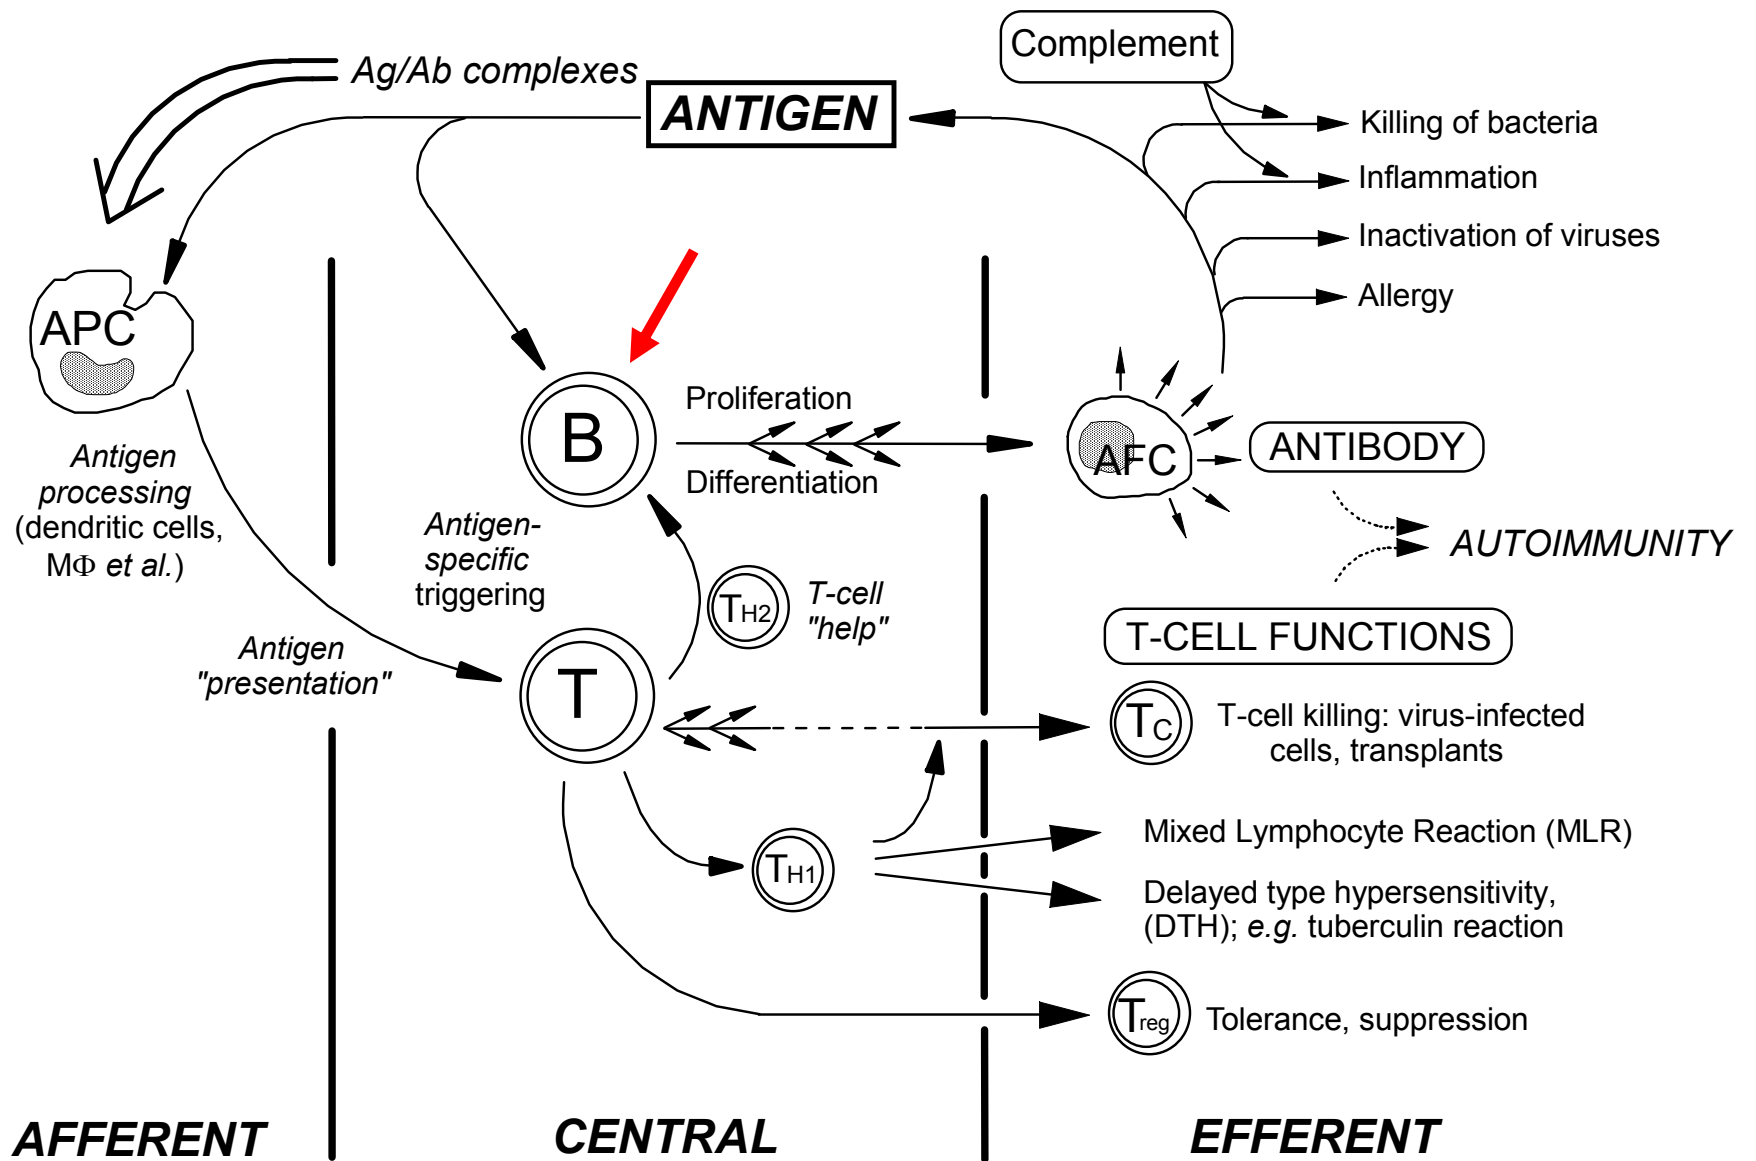 Complement
Ag/Ab complexes
ANTIGEN
Killing of bacteria
Inflammation
Inactivation of viruses
Allergy
APC
Antigen
processing
(dendritic cells,
MΦ et al.)
Antigen
"presentation"
B
Proliferation
Differentiation
Antigen-
specific
triggering
TH2
T-cell
"help"
T
TH1
AFC
ANTIBODY
AUTOIMMUNITY
T-CELL FUNCTIONS
TC
T-cell killing: virus-infected
cells, transplants
Mixed Lymphocyte Reaction (MLR)
Delayed type hypersensitivity,
(DTH); e.g. tuberculin reaction
Treg
Tolerance, suppression
AFFERENT
CENTRAL
EFFERENT